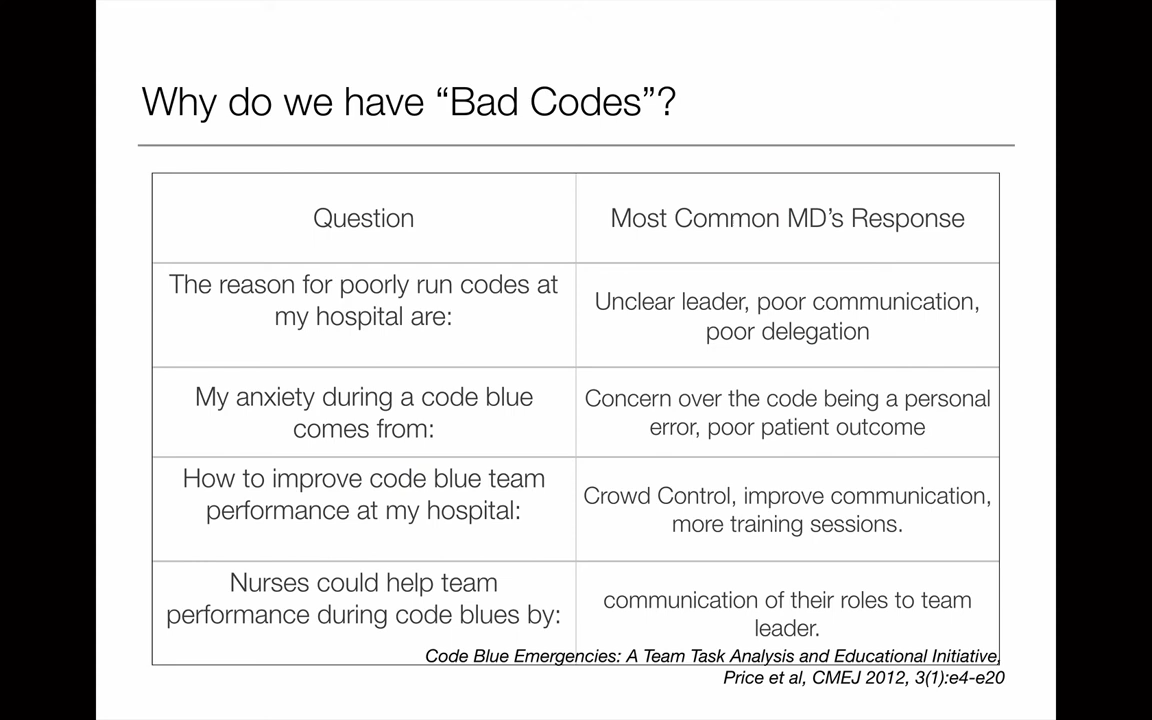 Why do we have “Bad Codes”?
Question
Most Common MD’s Response
The reason for poorly run codes at
my hospital are:
Unclear leader, poor communication,
poor delegation
My anxiety during a code blue
comes from:
Concern over the code being a personal
error, poor patient outcome
How to improve code blue team
performance at my hospital:
Crowd Control, improve communication,
more training sessions.
Nurses could help team
performance during code blues by:
communication of their roles to team
leader.
Code Blue Emergencies: A Team Task Analysis and Educational Initiative,
Price et al, CMEJ 2012, 3(1):e4-e20